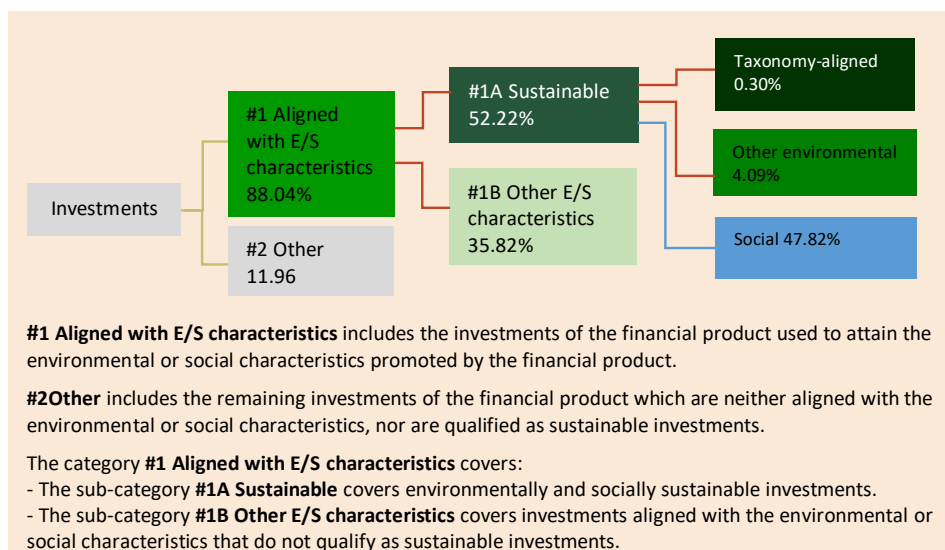 Investments
#1 Aligned
with E/S
characteristics
88.04%
#2 Other
11.96
#1A Sustainable
52.22%
#1B Other E/S
characteristics
35.82%
Taxonomy-aligned
0.30%
Other environmental
4.09%
Social 47.82%
#1 Aligned with E/S characteristics includes the investments of the financial product used to attain the
environmental or social characteristics promoted by the financial product.
#2Other includes the remaining investments of the financial product which are neither aligned with the
environmental or social characteristics, nor are qualified as sustainable investments.
The category #1 Aligned with E/S characteristics covers:
- The sub-category #1A Sustainable covers environmentally and socially sustainable investments.
- The sub-category #1B Other E/S characteristics covers investments aligned with the environmental or
social characteristics that do not qualify as sustainable investments.